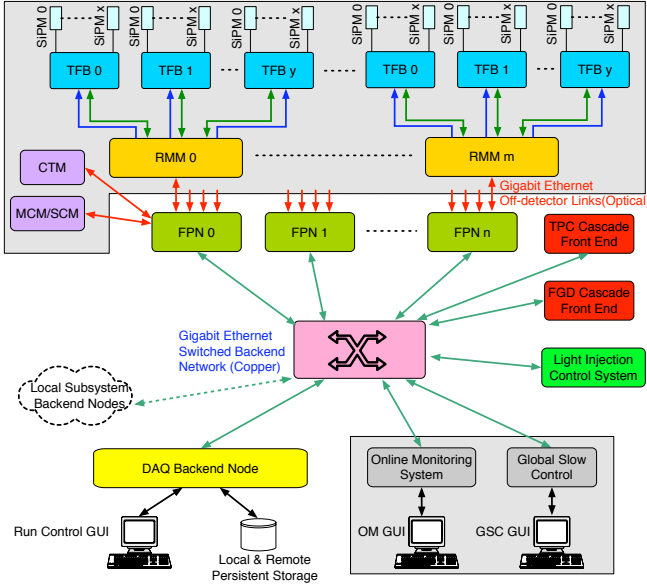 SiPM 0
SiPM x
SiPM 0
SiPM x
SiPM 0
SiPM x
SiPM 0
SiPM x
SiPM 0
SiPM x
SiPM 0
SiPM x
TFB 0
TFB 1
TFB y
TFB 0
TFB 1
TFB y
RMM 0
RMM m
CTM
MCM/SCM
Gigabit Ethernet
Off-detector Links(Optical)
FPN 0
FPN 1
FPN n
TPC Cascade
Front End
FGD Cascade
Front End
Gigabit Ethernet
Switched Backend
Network (Copper)
Light Injection
Control System
Local Subsystem
Backend Nodes
DAQ Backend Node
Online Monitoring
System
Global Slow
Control
Run Control GUI
Local & Remote
Persistent Storage
OM GUI
GSC GUI